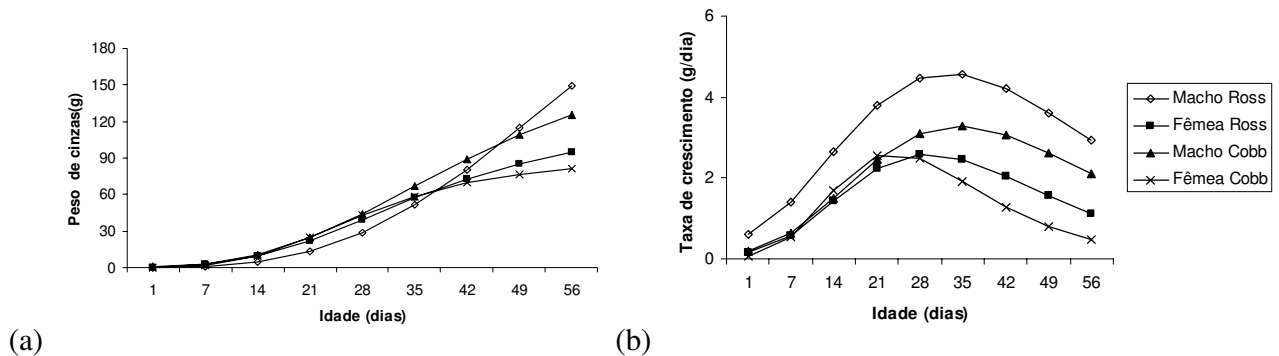 180
150
120
90
60
30
0
Peso de cinzas(g)
1 7 14 21 28 35 42 49 56
Idade (dias)
(a)
6
4
2
0
Taxa de crescimento (g/dia)
1 7 14 21 28 35 42 49 56
Idade (dias)
(b)
Macho Ross
Fêmea Ross
Macho Cobb
Fêmea Cobb